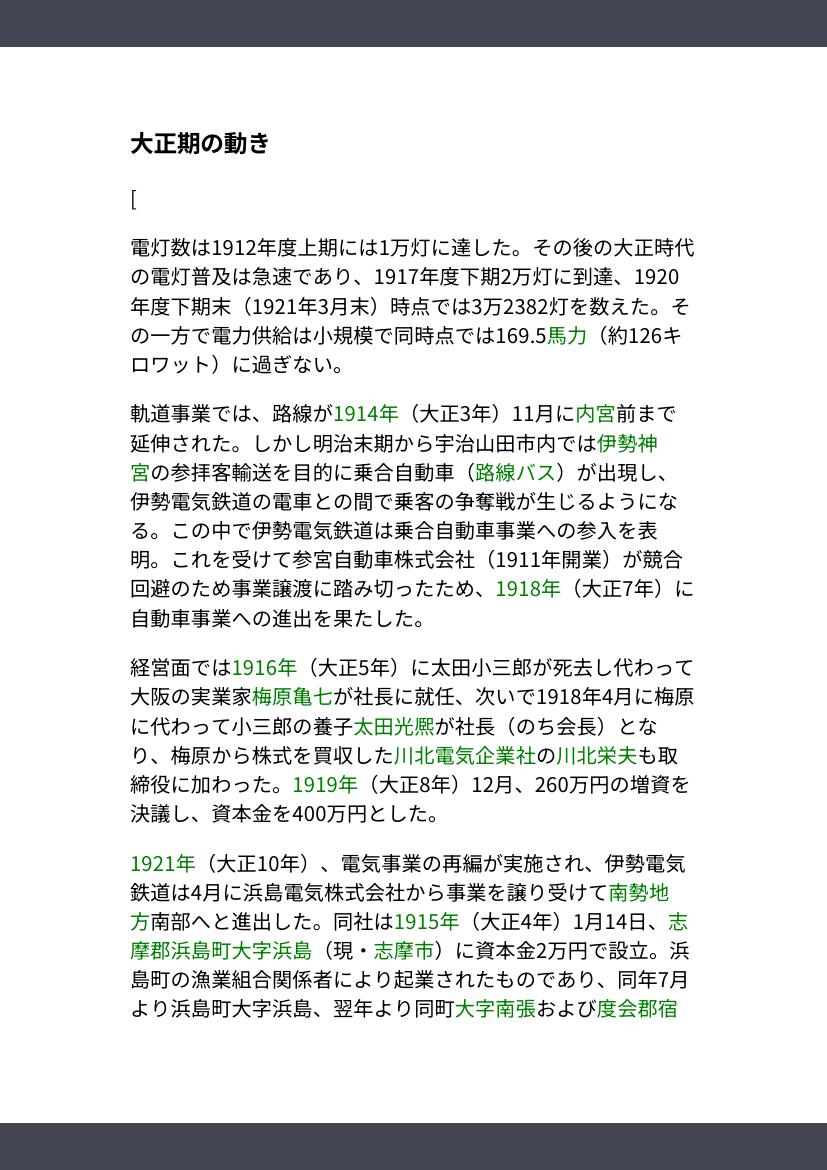 大正期の動き
[
電灯数は1912年度上期には1万灯に達した。その後の大正時代
の電灯普及は急速であり、1917年度下期2万灯に到達、1920
年度下期末（1921年3月末）時点では3万2382灯を数えた。そ
の一方で電力供給は小規模で同時点では169.5馬力（約126キ
ロワット）に過ぎない。
軌道事業では、路線が1914年（大正3年）11月に内宮前まで
延伸された。しかし明治末期から宇治山田市内では伊勢神
宮の参拝客輸送を目的に乗合自動車（路線バス）が出現し、
伊勢電気鉄道の電車との間で乗客の争奪戦が生じるようにな
る。この中で伊勢電気鉄道は乗合自動車事業への参入を表
明。これを受けて参宮自動車株式会社（1911年開業）が競合
回避のため事業譲渡に踏み切ったため、1918年（大正7年）に
自動車事業への進出を果たした。
経営面では1916年（大正5年）に太田小三郎が死去し代わって
大阪の実業家梅原亀七が社長に就任、次いで1918年4月に梅原
に代わって小三郎の養子太田光熈が社長（のち会長）とな
り、梅原から株式を買収した川北電気企業社の川北栄夫も取
締役に加わった。1919年（大正8年）12月、260万円の増資を
決議し、資本金を400万円とした。
1921年（大正10年）、電気事業の再編が実施され、伊勢電気
鉄道は4月に浜島電気株式会社から事業を譲り受けて南勢地
方南部へと進出した。同社は1915年（大正4年）1月14日、志
摩郡浜島町大字浜島（現・志摩市）に資本金2万円で設立。浜
島町の漁業組合関係者により起業されたものであり、同年7月
より浜島町大字浜島、翌年より同町大字南張および度会郡宿